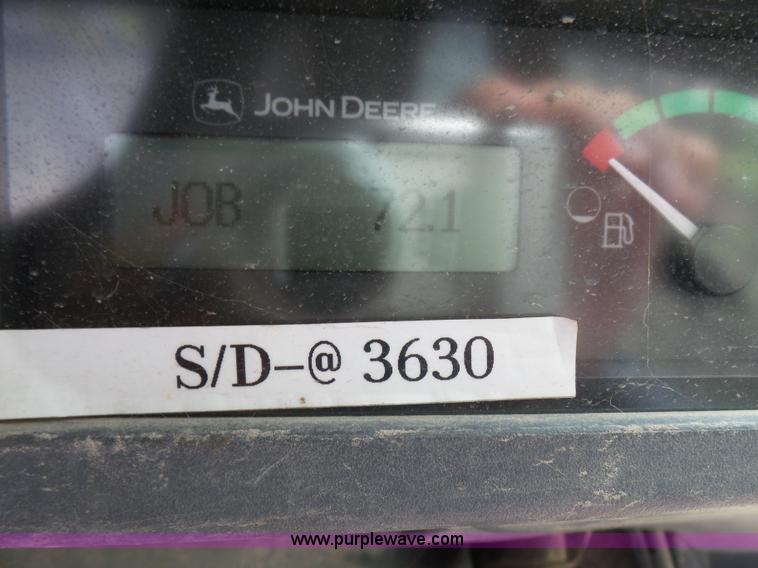 JOHN DEERE
JOB 72.1
S/D-@ 3630
www.purplewave.com